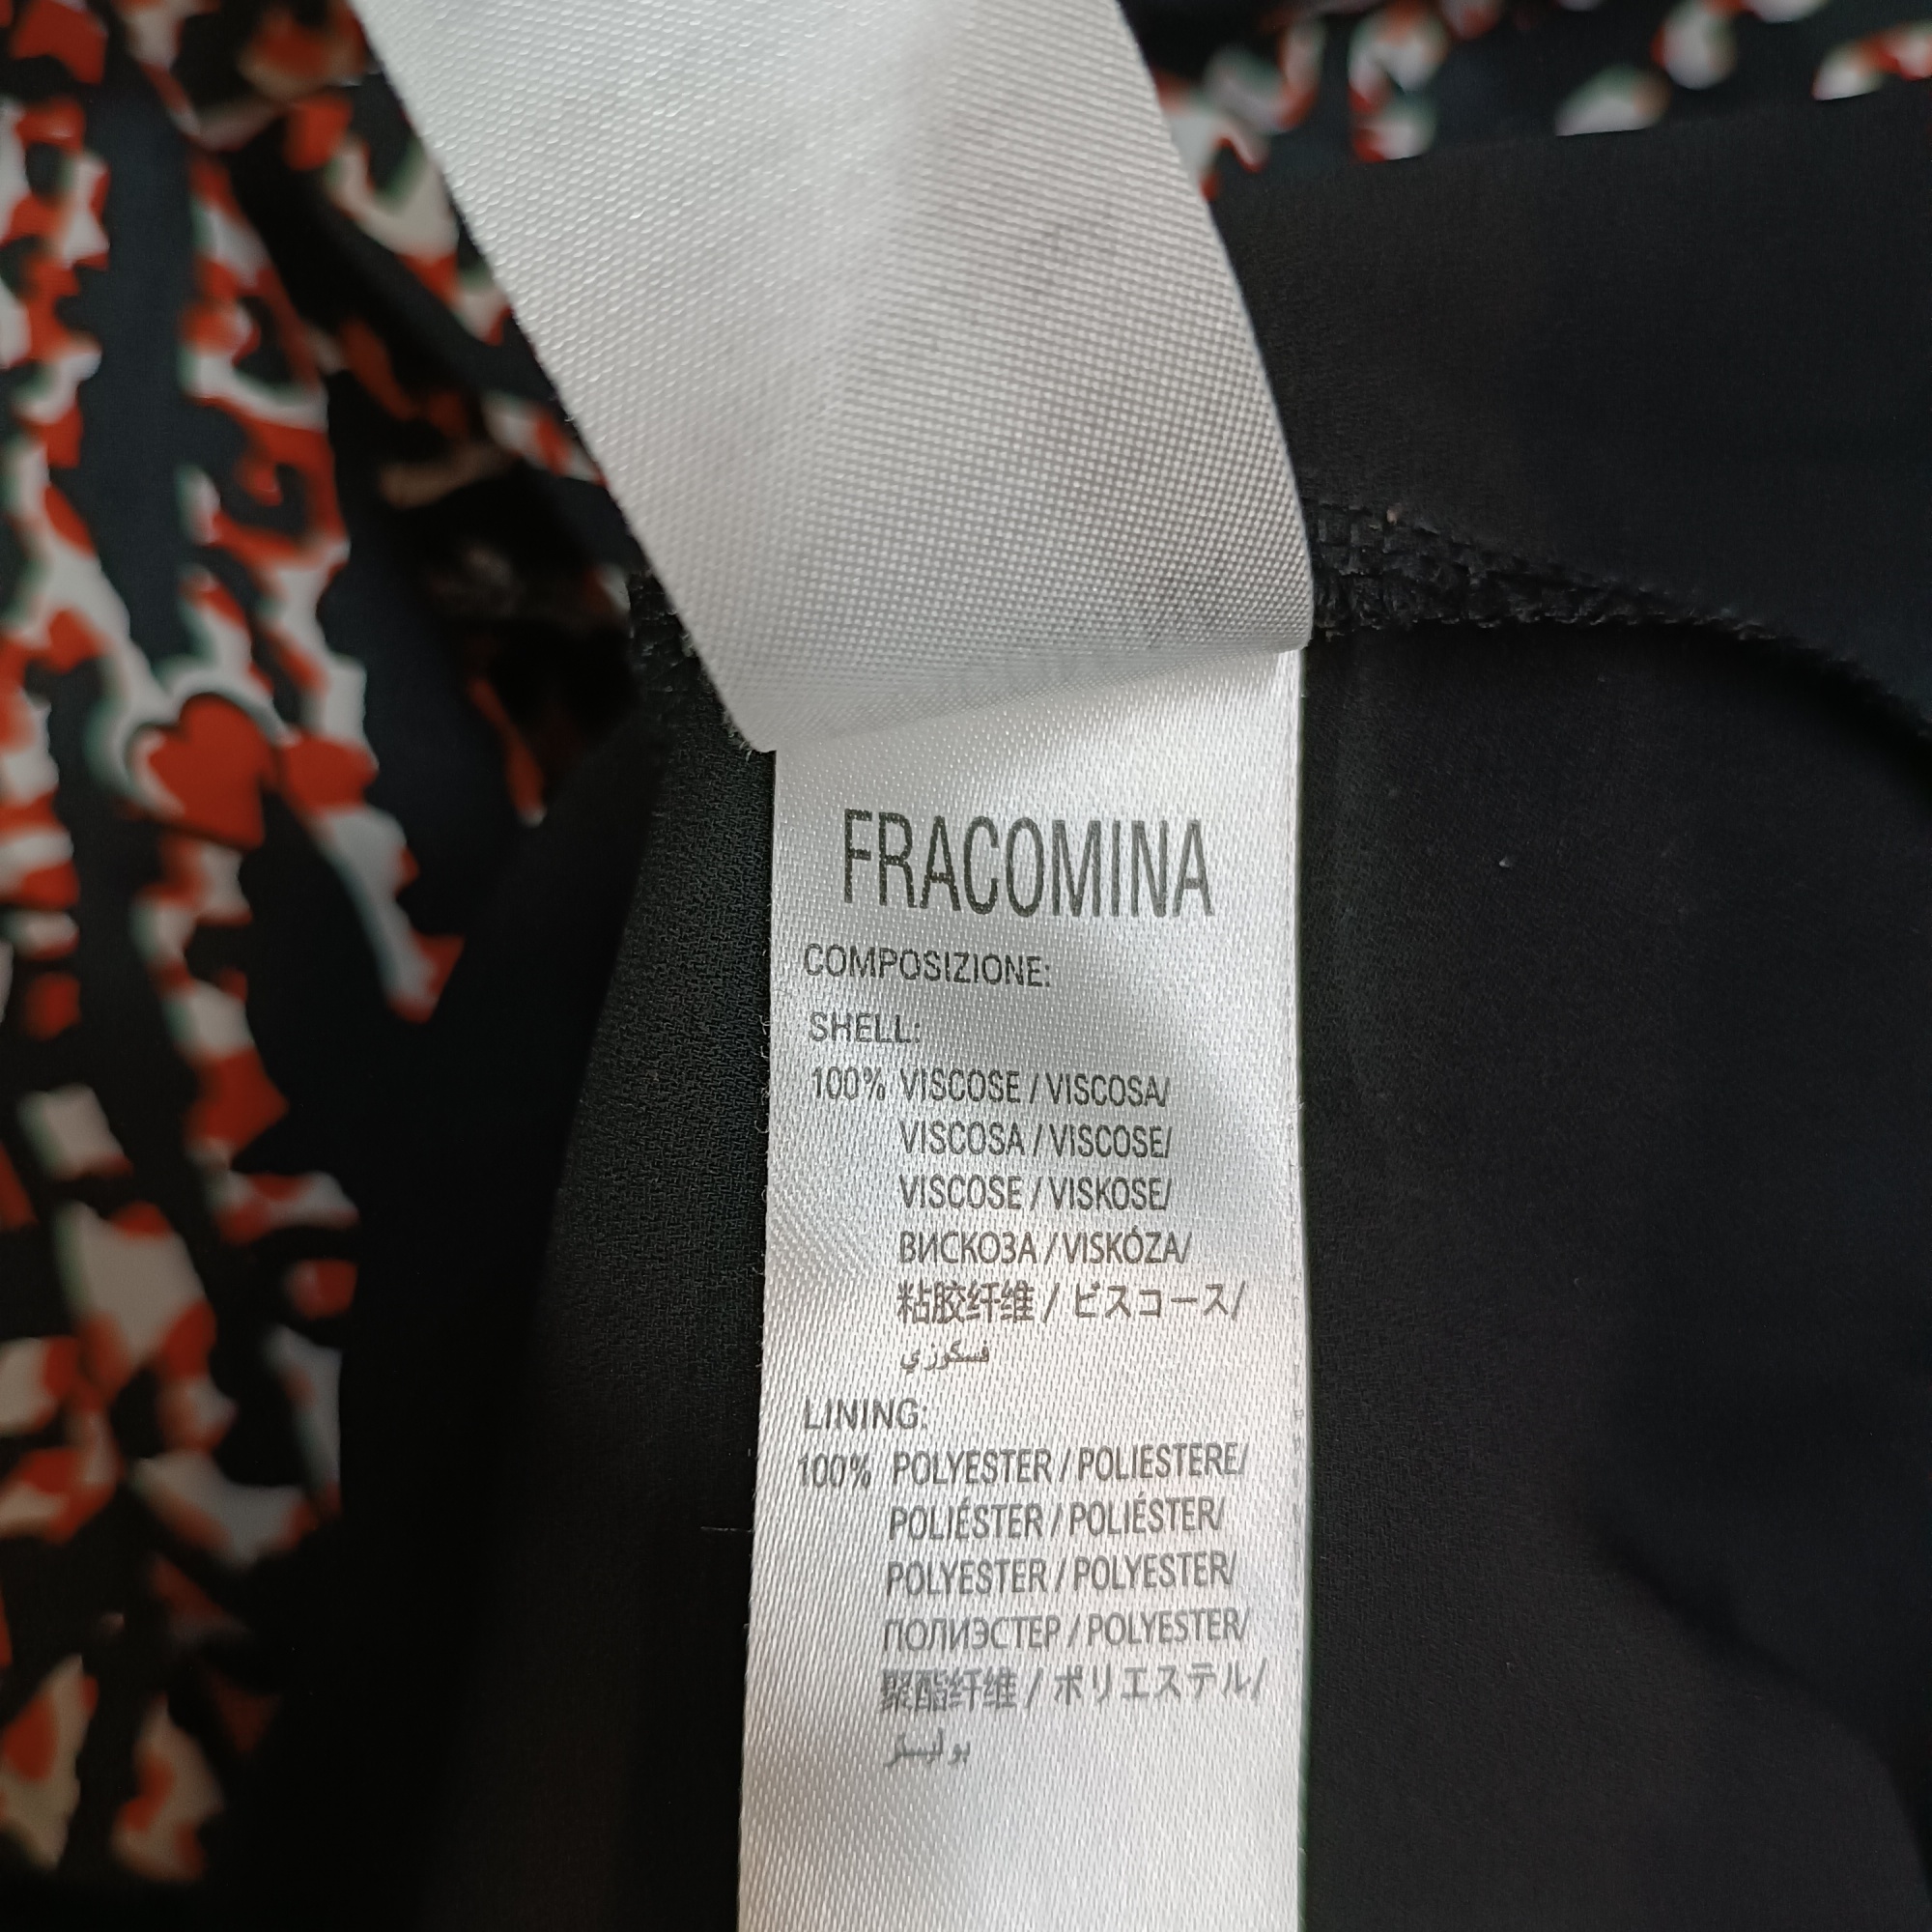 FRACOMINA
COMPOSIZIONE:
SHELL:
100% VISCOSE / VISCOSA/
VISCOSA / VISCOSE/
VISCOSE / VISKOSE/
ВИСКОЗА / VISKÓZA/
粘胶纤维 / ビスコース/
فسكوزي
LINING:
100% POLYESTER / POLIESTERE/
POLIÉSTER / POLIÉSTER/
POLYESTER / POLYESTER/
ПОЛИЭСТЕР / POLYESTER/
聚酯纤维 / ポリエステル/